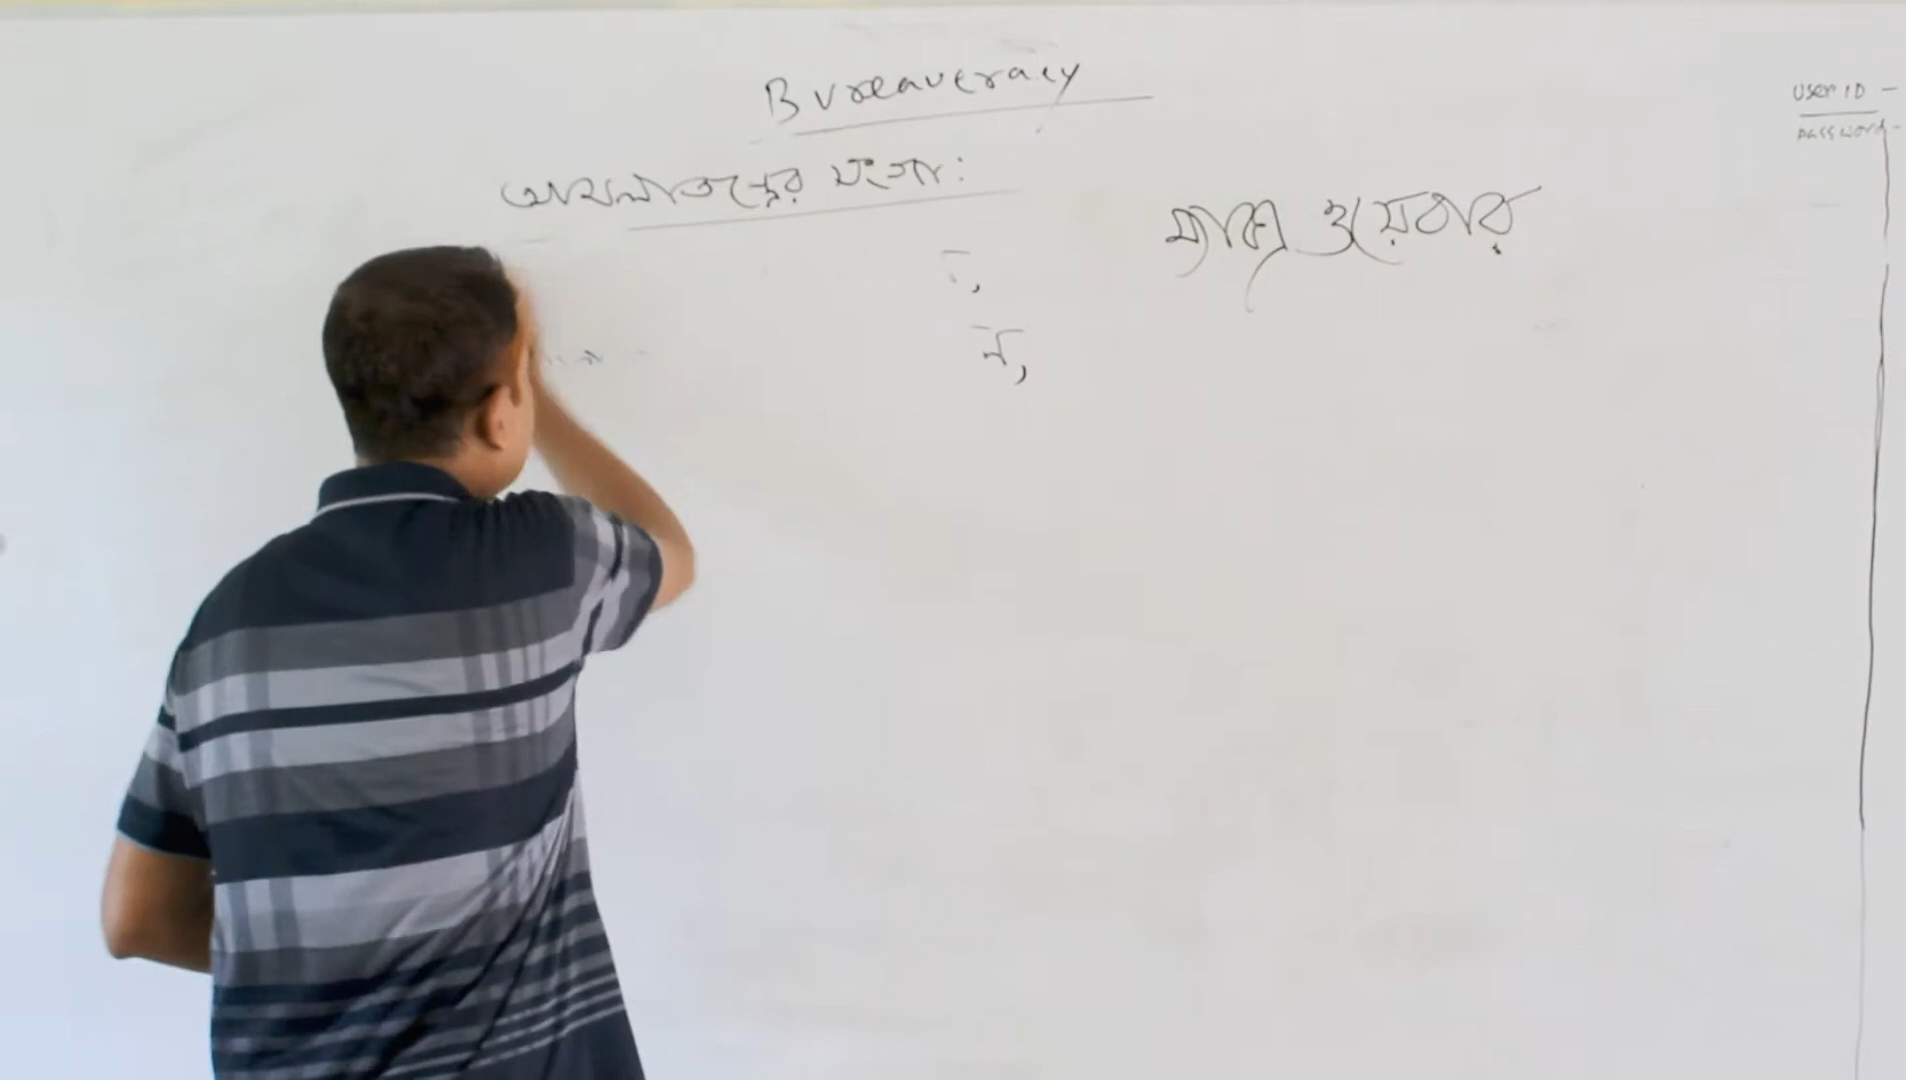 Bureaucracy
আমলাতন্ত্রের সংজ্ঞা:
ম্যাক্স ওয়েবার
ন,
User ID -
password -